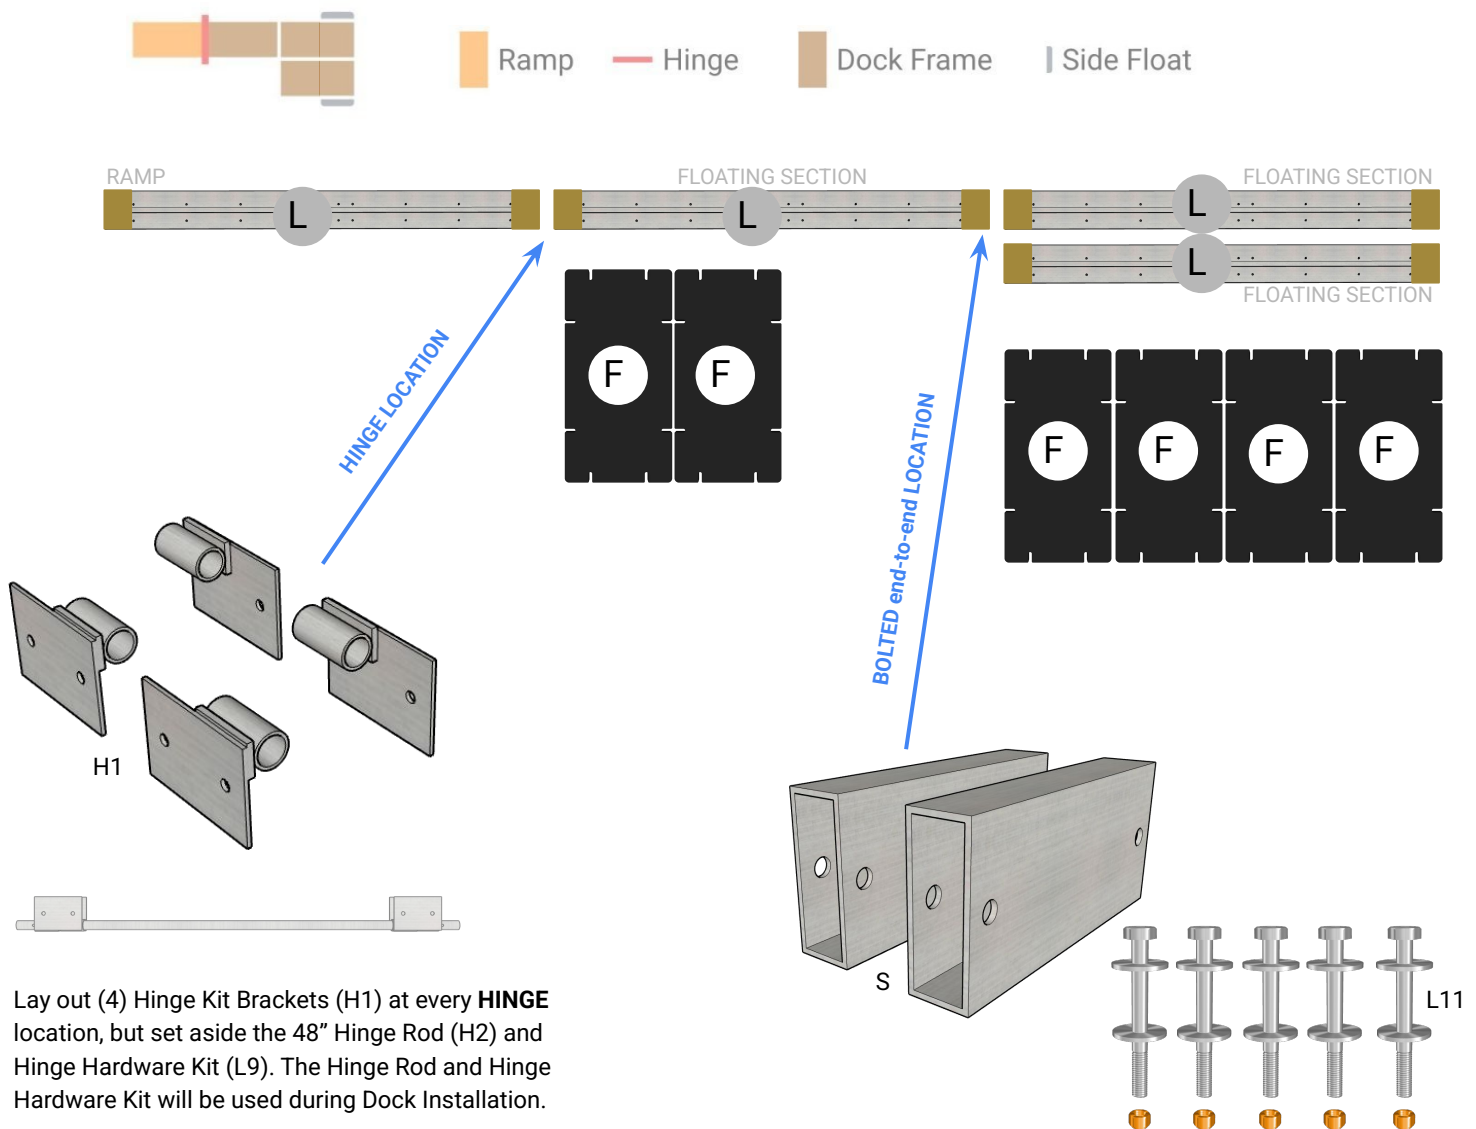 Ramp
Hinge
Dock Frame
Side Float
RAMP
FLOATING SECTION
FLOATING SECTION
L
L
L
L
FLOATING SECTION
F
F
F
F
F
F
HINGE LOCATION
BOLTED end-to-end LOCATION
H1
S
L11
Lay out (4) Hinge Kit Brackets (H1) at every HINGE
location, but set aside the 48” Hinge Rod (H2) and
Hinge Hardware Kit (L9). The Hinge Rod and Hinge
Hardware Kit will be used during Dock Installation.